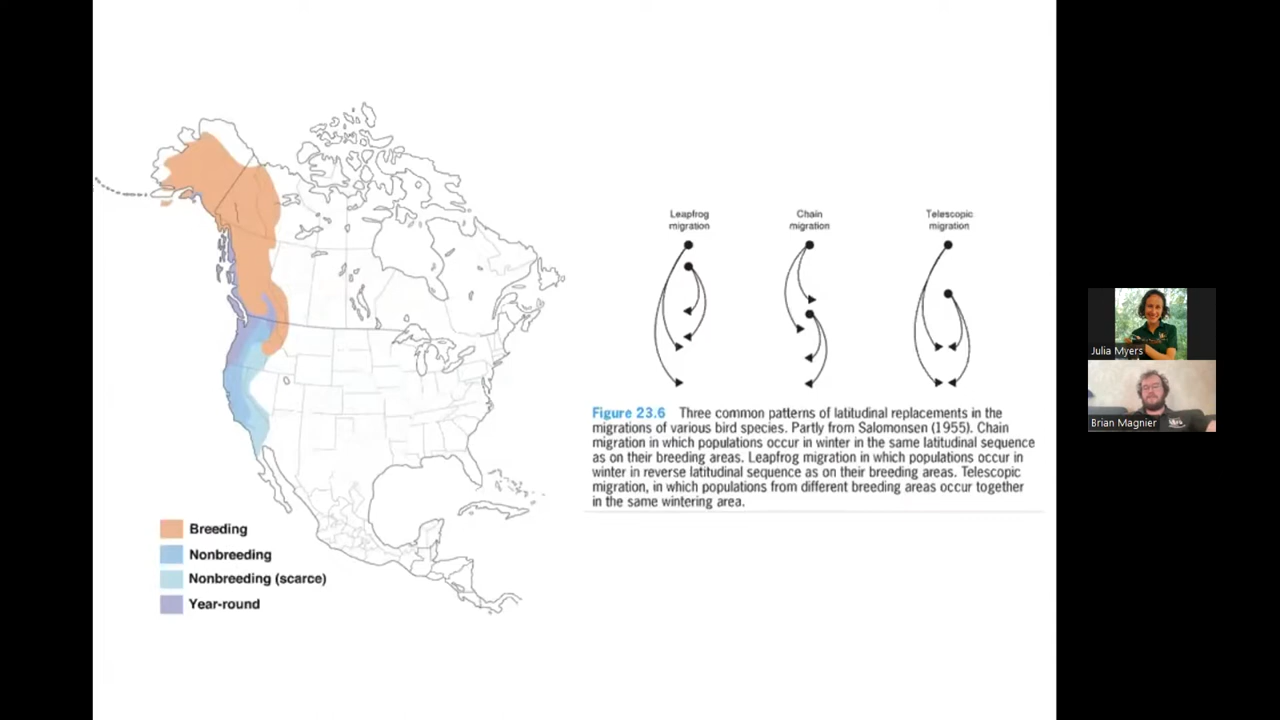 Breeding
Nonbreeding
Nonbreeding (scarce)
Year-round
Leapfrog
migration
Chain
migration
Telescopic
migration
Figure 23.6 Three common patterns of latitudinal replacements in the
migrations of various bird species. Partly from Salomonsen (1955). Chain
migration in which populations occur in winter in the same latitudinal sequence
as on their breeding areas. Leapfrog migration in which populations occur in
winter in reverse latitudinal sequence as on their breeding areas. Telescopic
migration, in which populations from different breeding areas occur together
in the same wintering area.
Julia Myers
Brian Magnier